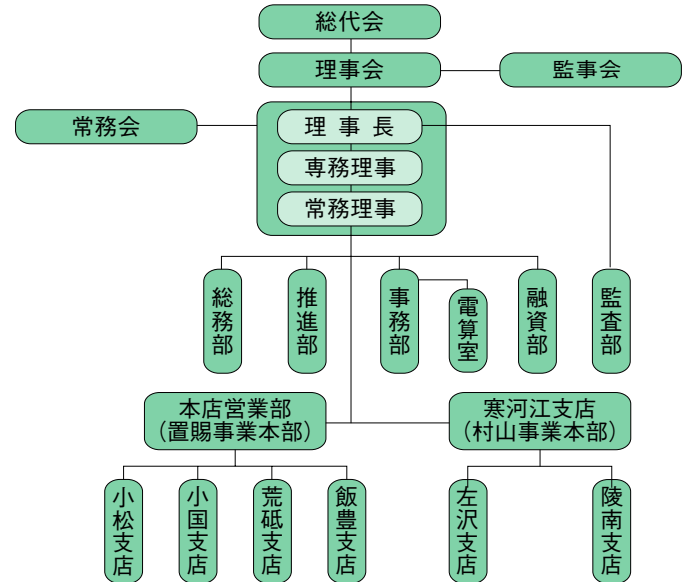 総代会
理事会
監事会
常務会
理事長
専務理事
常務理事
総務部
推進部
事務部
電算室
融資部
監査部
本店営業部
（置賜事業本部）
寒河江支店
（村山事業本部）
小松支店
小国支店
荒砥支店
飯豊支店
左沢支店
陵南支店